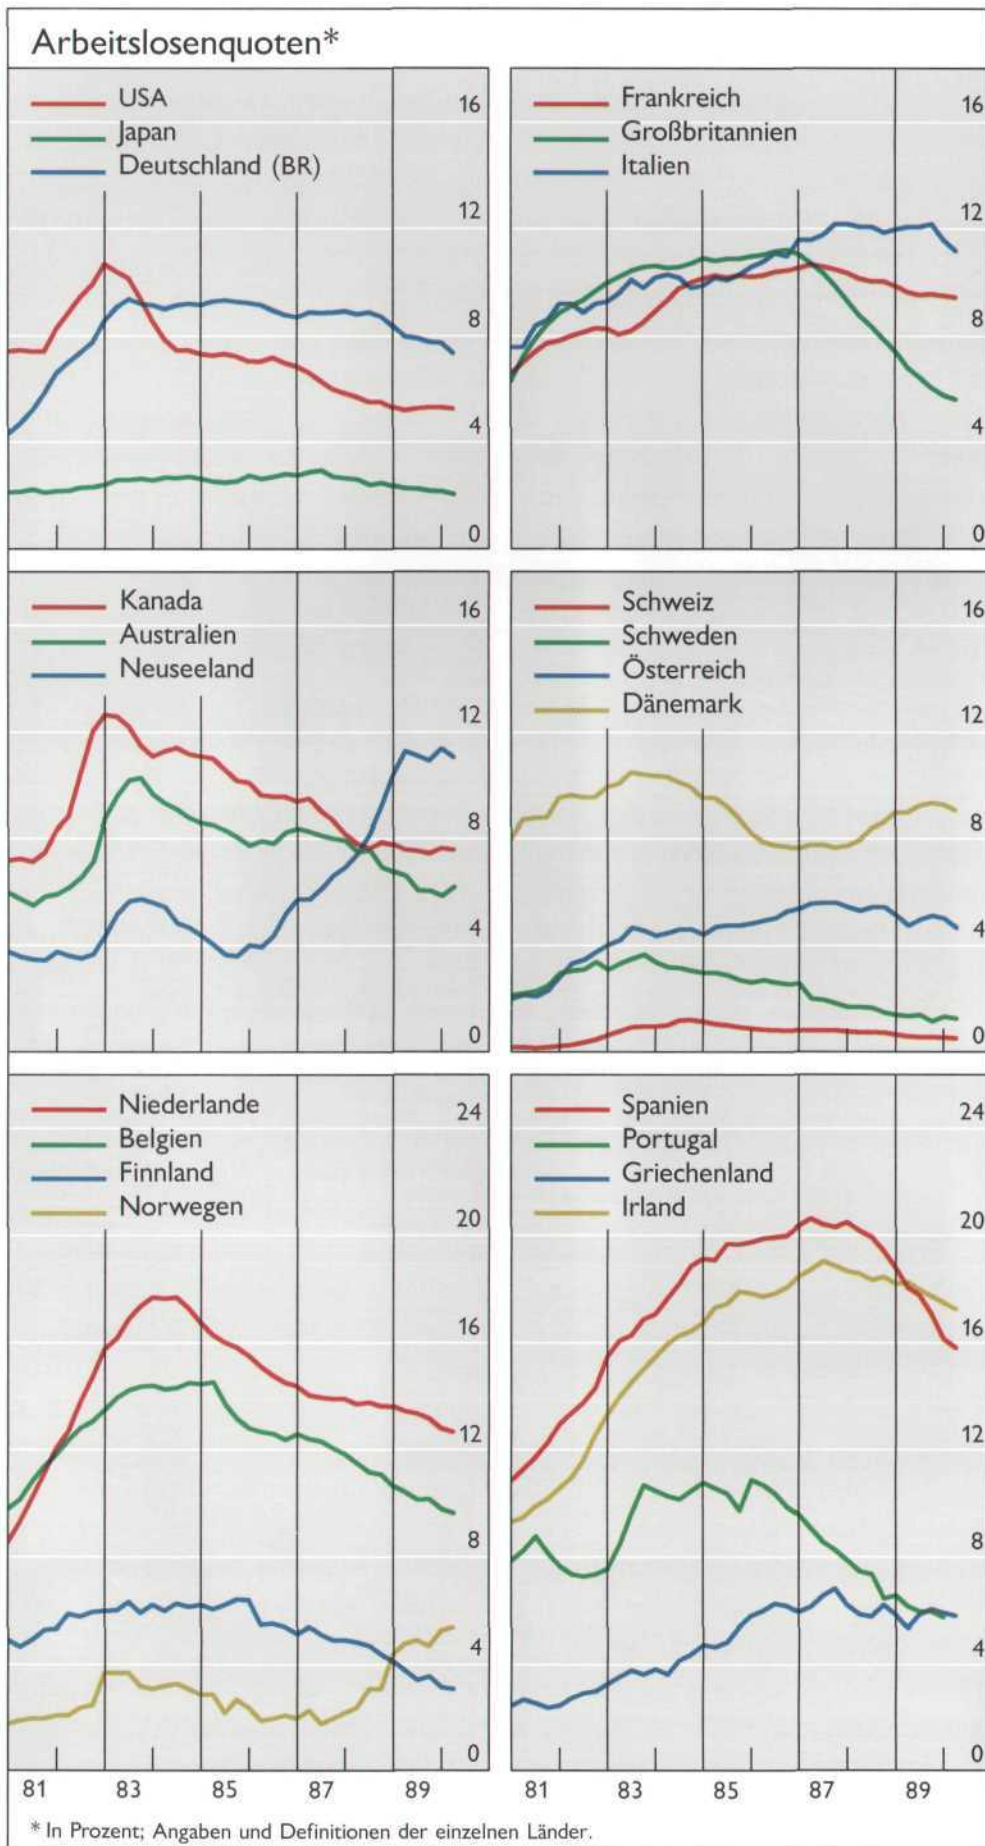 Arbeitslosenquoten*
USA
Japan
Deutschland (BR)
16
12
8
4
0
Frankreich
Großbritannien
Italien
16
12
8
4
0
Kanada
Australien
Neuseeland
16
12
8
4
0
Schweiz
Schweden
Österreich
Dänemark
16
12
8
4
0
Niederlande
Belgien
Finnland
Norwegen
24
20
16
12
8
4
0
81 83 85 87 89
Spanien
Portugal
Griechenland
Irland
24
20
16
12
8
4
0
81 83 85 87 89
* In Prozent; Angaben und Definitionen der einzelnen Länder.